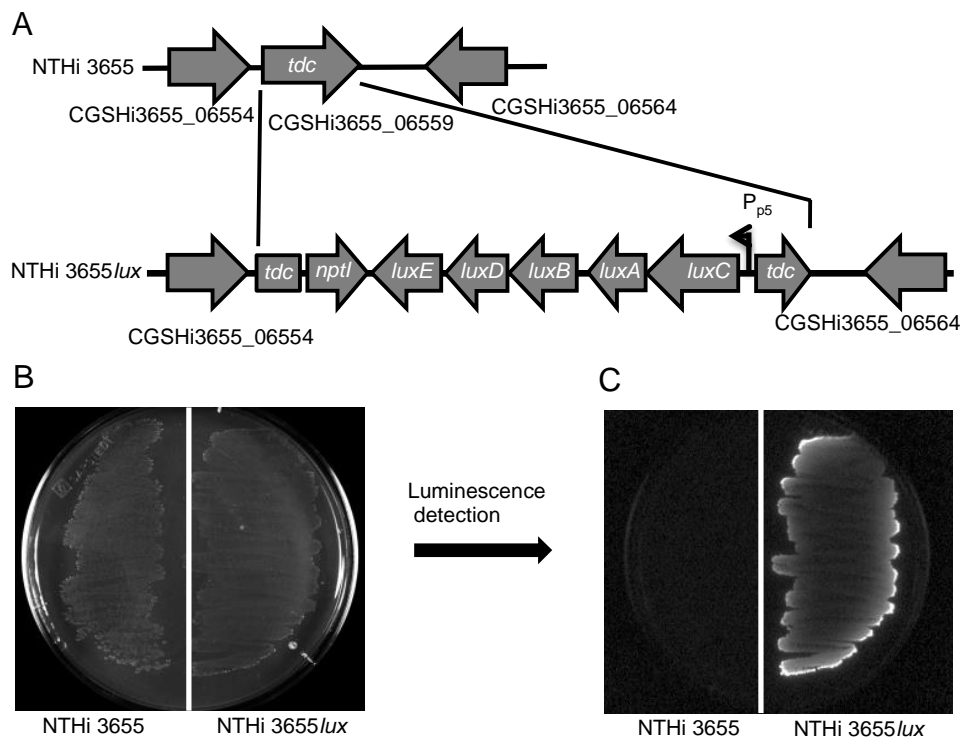 A
NTHi 3655
tdc
CGSHi3655_06554
CGSHi3655_06559
CGSHi3655_06564
Pp5
NTHi 3655lux
tdc
nptI
luxE
luxD
luxB
luxA
luxC
tdc
CGSHi3655_06554
CGSHi3655_06564
B
C
Luminescence
detection
NTHi 3655
NTHi 3655lux
NTHi 3655
NTHi 3655lux